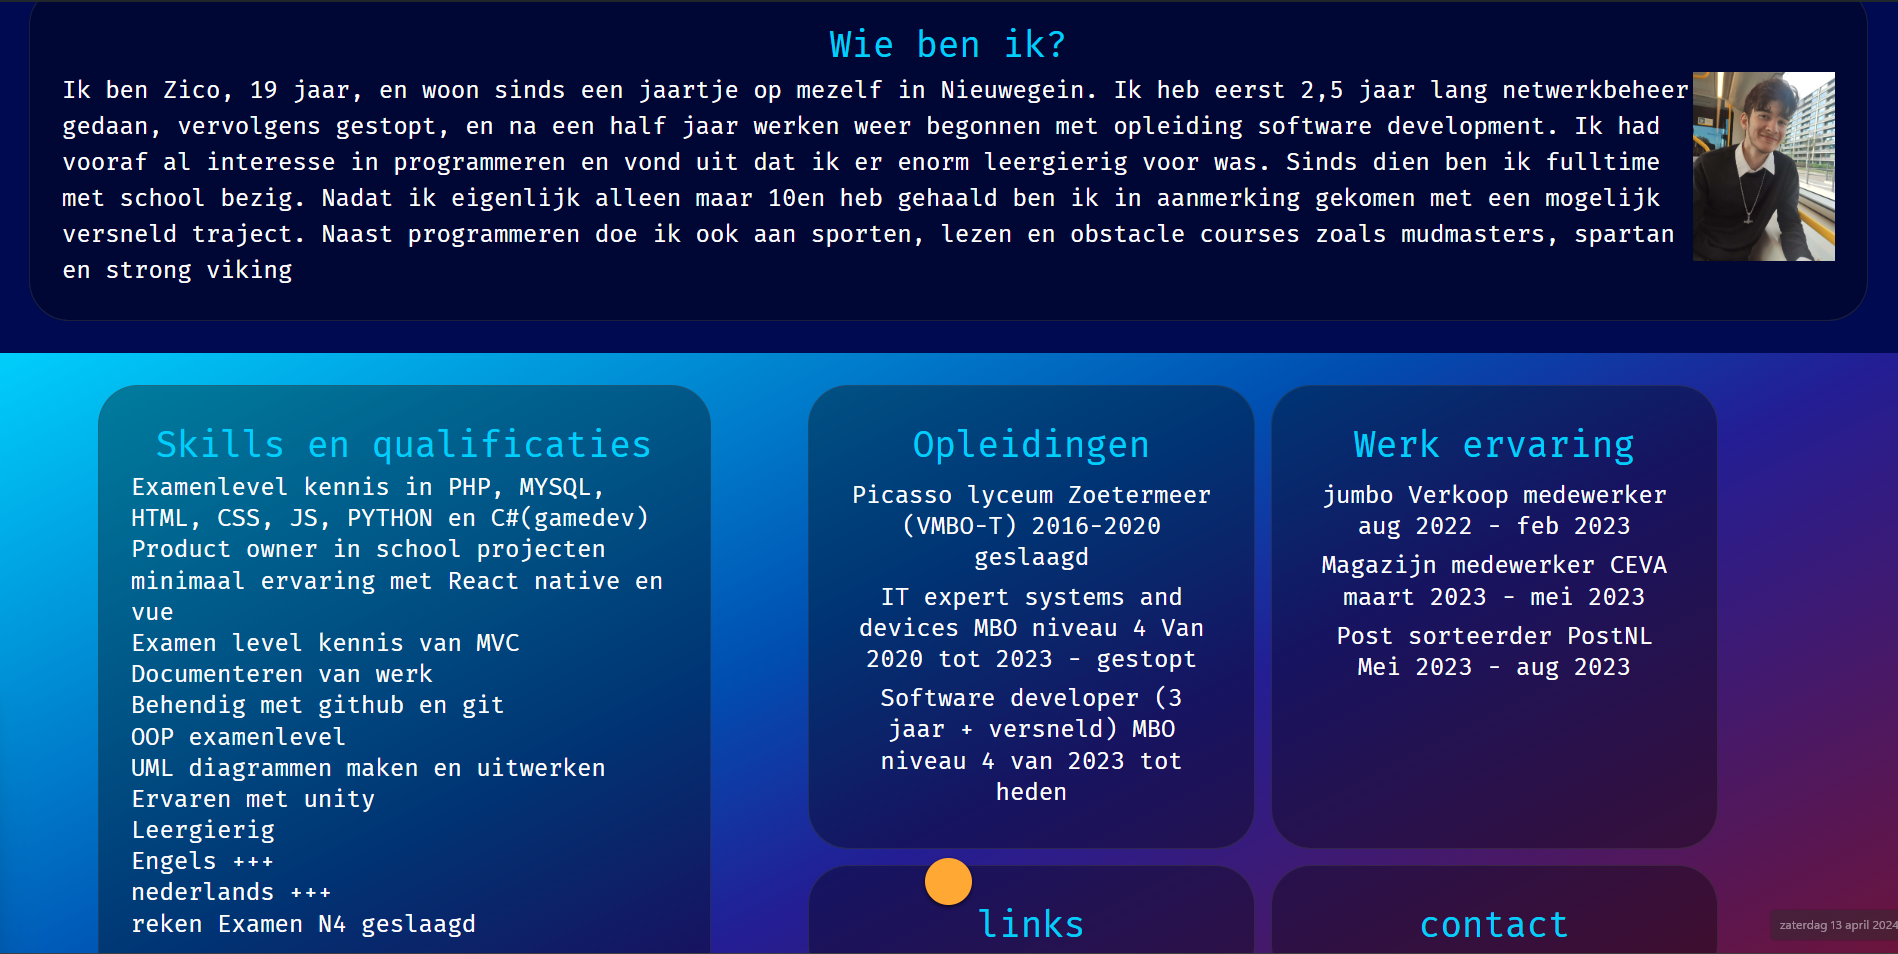 Wie ben ik?
Ik ben Zico, 19 jaar, en woon sinds een jaartje op mezelf in Nieuwegein. Ik heb eerst 2,5 jaar lang netwerkbeheer
gedaan, vervolgens gestopt, en na een half jaar werken weer begonnen met opleiding software development. Ik had
vooraf al interesse in programmeren en vond uit dat ik er enorm leergierig voor was. Sinds dien ben ik fulltime
met school bezig. Nadat ik eigenlijk alleen maar 10en heb gehaald ben ik in aanmerking gekomen met een mogelijk
versneld traject. Naast programmeren doe ik ook aan sporten, lezen en obstacle courses zoals mudmasters, spartan
en strong viking
Skills en qualificaties
Examenlevel kennis in PHP, MYSQL,
HTML, CSS, JS, PYTHON en C#(gamedev)
Product owner in school projecten
minimaal ervaring met React native en
vue
Examen level kennis van MVC
Documenteren van werk
Behendig met github en git
OOP examenlevel
UML diagrammen maken en uitwerken
Ervaren met unity
Leergierig
Engels +++
nederlands +++
reken Examen N4 geslaagd
Opleidingen
Picasso lyceum Zoetermeer
(VMBO-T) 2016-2020
geslaagd
IT expert systems and
devices MBO niveau 4 Van
2020 tot 2023 - gestopt
Software developer (3
jaar + versneld) MBO
niveau 4 van 2023 tot
heden
Werk ervaring
jumbo Verkoop medewerker
aug 2022 - feb 2023
Magazijn medewerker CEVA
maart 2023 - mei 2023
Post sorteerder PostNL
Mei 2023 - aug 2023
links
contact
zaterdag 13 april 2024